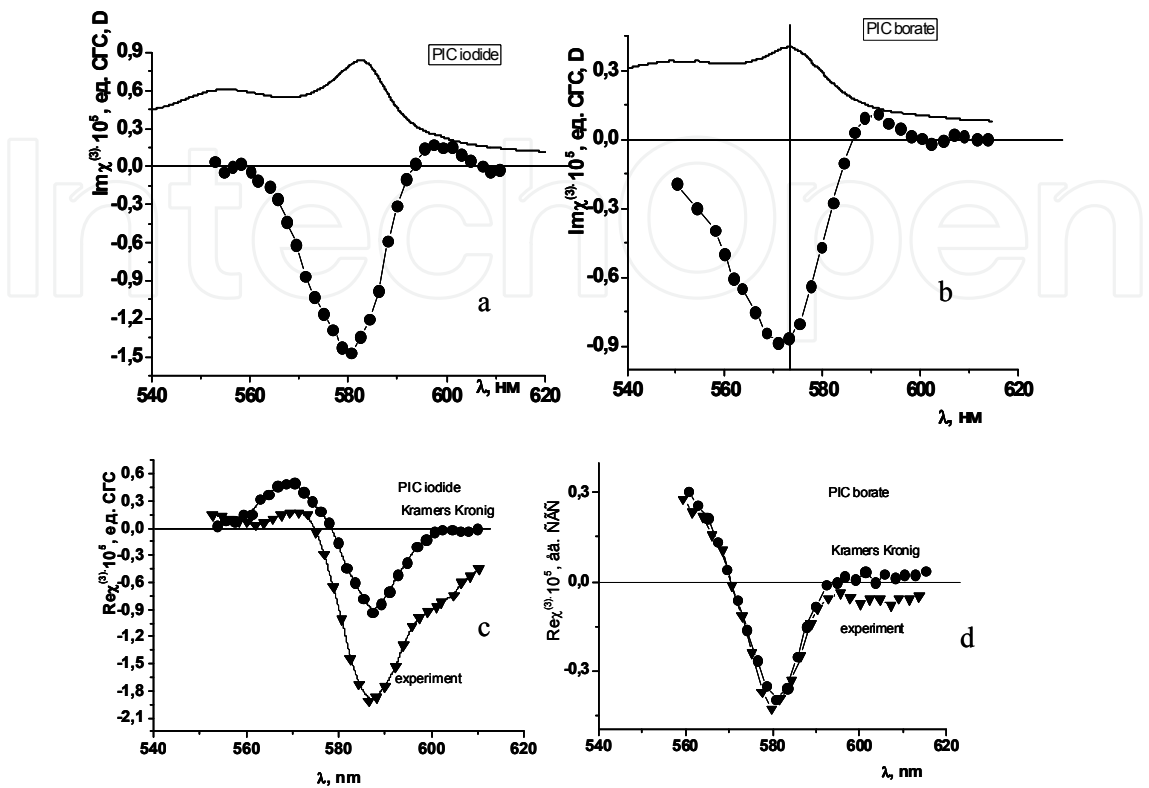 PIC iodide
Imχ⁽³⁾·10⁵, ед. СГС, D
0,9
0,6
0,3
0,0
-0,3
-0,6
-0,9
-1,2
-1,5
540
560
580
600
620
λ, нм
a
PIC borate
Imχ⁽³⁾·10⁵, ед. СГС, D
0,3
0,0
-0,3
-0,6
-0,9
540
560
580
600
620
λ, нм
b
IntechOpen
Reχ⁽³⁾·10⁵, ед. СГС
0,6
0,3
0,0
-0,3
-0,6
-0,9
-1,2
-1,5
-1,8
-2,1
PIC iodide
Kramers Kronig
experiment
c
540
560
580
600
620
λ, nm
Reχ⁽³⁾·10⁵, åä. ÑÃÑ
0,3
0,0
-0,3
PIC borate
Kramers Kronig
experiment
d
540
560
580
600
620
λ, nm